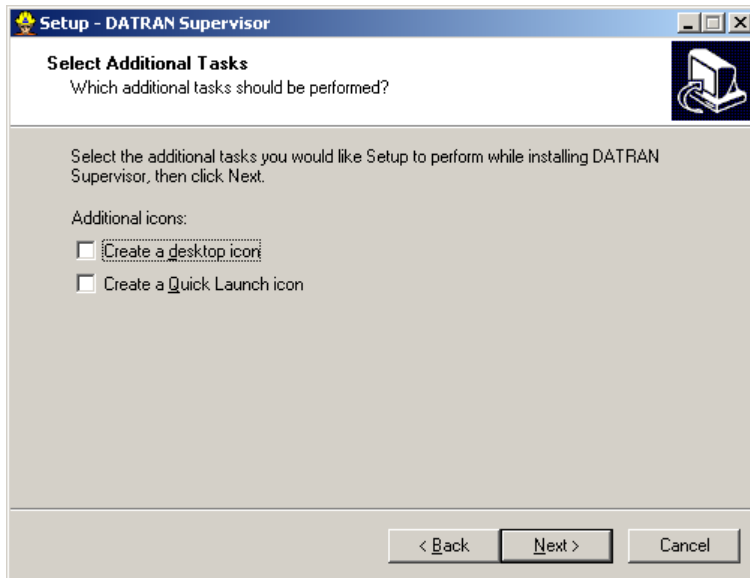 Setup - DATRAN Supervisor
Select Additional Tasks
Which additional tasks should be performed?
Select the additional tasks you would like Setup to perform while installing DATRAN
Supervisor, then click Next.
Additional icons:
Create a desktop icon
Create a Quick Launch icon
< Back
Next >
Cancel